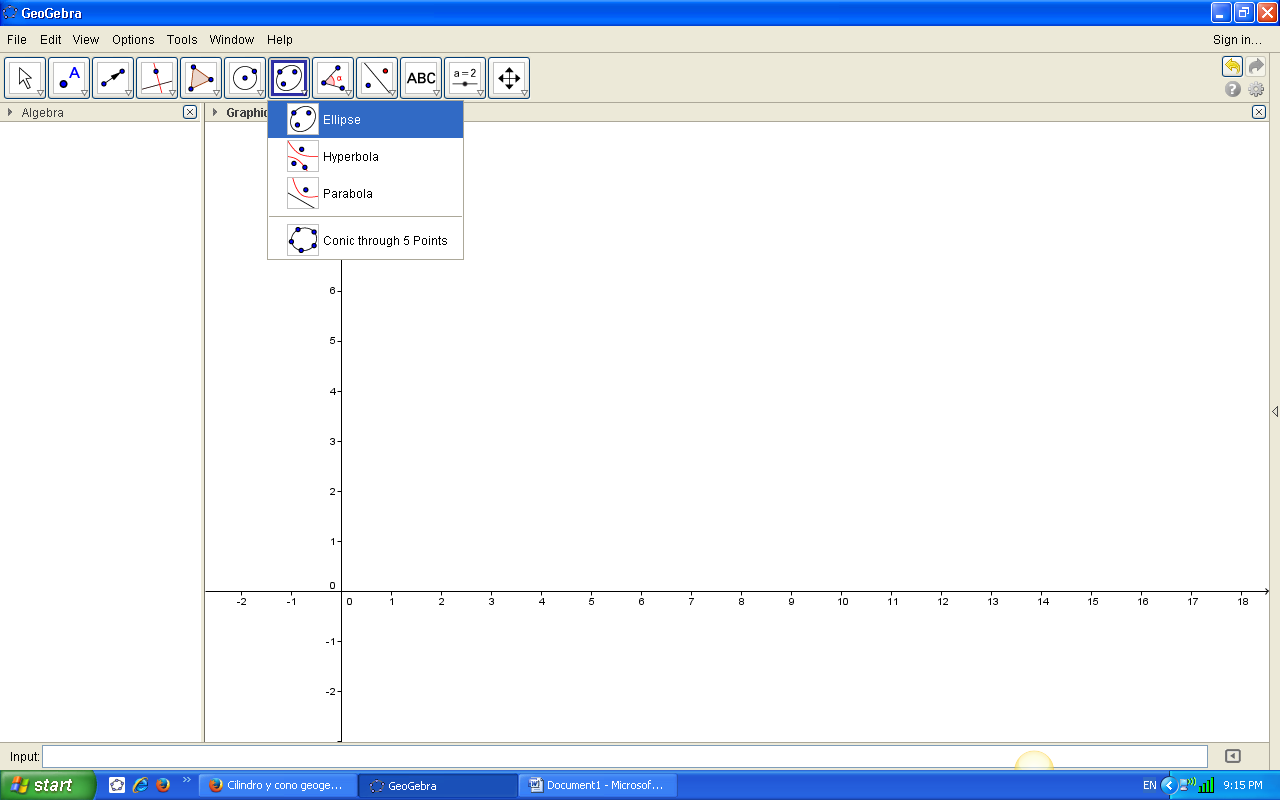 GeoGebra
File Edit View Options Tools Window Help Sign in...
A α ABC a=2
Algebra
Graphic
Ellipse
Hyperbola
Parabola
Conic through 5 Points
6
5
4
3
2
1
0
-2 -1 0 1 2 3 4 5 6 7 8 9 10 11 12 13 14 15 16 17 18
-1
-2
Input:
start Cilindro y cono geoge... GeoGebra Document1 - Microsof... EN 9:15 PM